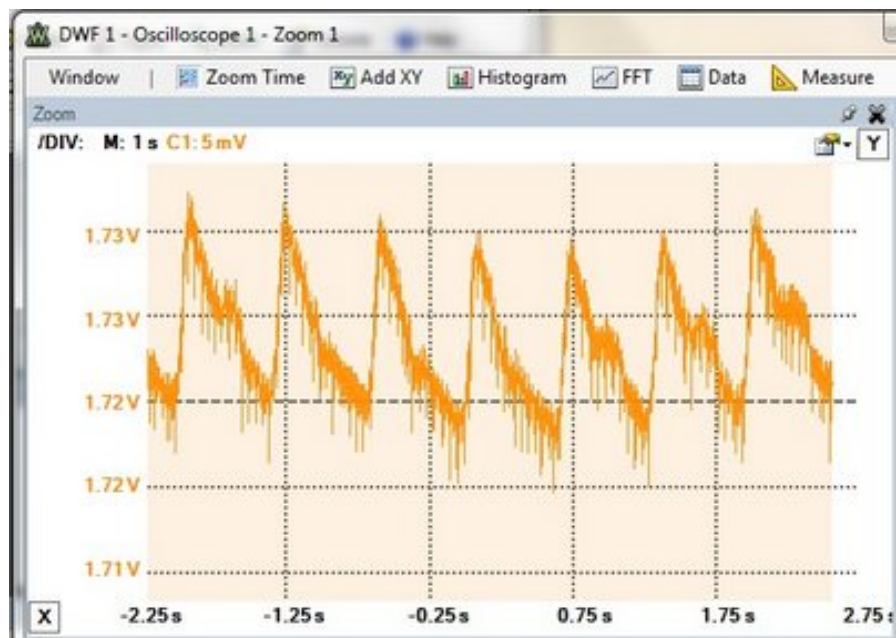 DWF 1 - Oscilloscope 1 - Zoom 1
Window | Zoom Time Add XY Histogram FFT Data Measure
Zoom
/DIV: M: 1 s C1: 5 mV Y
1.73 V
1.73 V
1.72 V
1.72 V
1.71 V
X -2.25 s -1.25 s -0.25 s 0.75 s 1.75 s 2.75 s